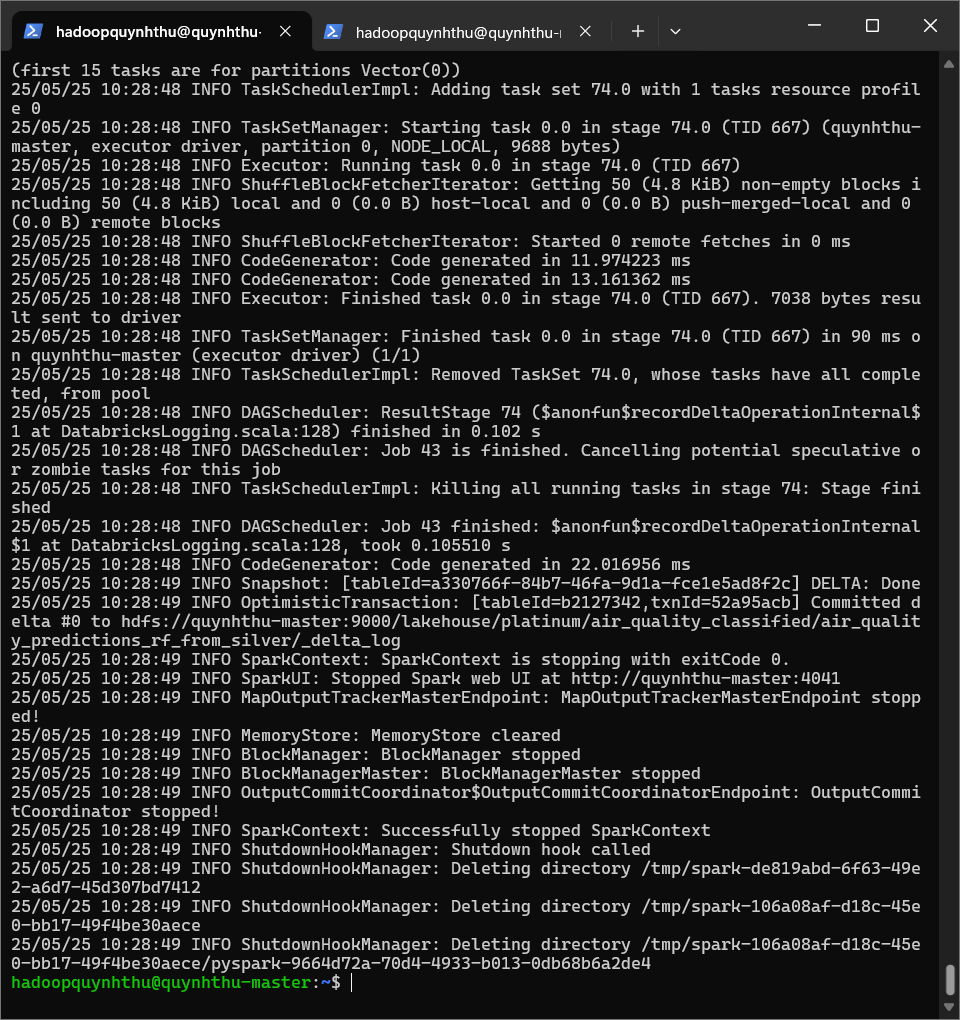 hadoopquynhthu@quynhthu-
hadoopquynhthu@quynhthu-
(first 15 tasks are for partitions Vector(0))
25/05/25 10:28:48 INFO TaskSchedulerImpl: Adding task set 74.0 with 1 tasks resource profil
e 0
25/05/25 10:28:48 INFO TaskSetManager: Starting task 0.0 in stage 74.0 (TID 667) (quynhthu-
master, executor driver, partition 0, NODE_LOCAL, 9688 bytes)
25/05/25 10:28:48 INFO Executor: Running task 0.0 in stage 74.0 (TID 667)
25/05/25 10:28:48 INFO ShuffleBlockFetcherIterator: Getting 50 (4.8 KiB) non-empty blocks i
ncluding 50 (4.8 KiB) local and 0 (0.0 B) host-local and 0 (0.0 B) push-merged-local and 0
(0.0 B) remote blocks
25/05/25 10:28:48 INFO ShuffleBlockFetcherIterator: Started 0 remote fetches in 0 ms
25/05/25 10:28:48 INFO CodeGenerator: Code generated in 11.974223 ms
25/05/25 10:28:48 INFO CodeGenerator: Code generated in 13.161362 ms
25/05/25 10:28:48 INFO Executor: Finished task 0.0 in stage 74.0 (TID 667). 7038 bytes resu
lt sent to driver
25/05/25 10:28:48 INFO TaskSetManager: Finished task 0.0 in stage 74.0 (TID 667) in 90 ms o
n quynhthu-master (executor driver) (1/1)
25/05/25 10:28:48 INFO TaskSchedulerImpl: Removed TaskSet 74.0, whose tasks have all comple
ted, from pool
25/05/25 10:28:48 INFO DAGScheduler: ResultStage 74 ($anonfun$recordDeltaOperationInternal$
1 at DatabricksLogging.scala:128) finished in 0.102 s
25/05/25 10:28:48 INFO DAGScheduler: Job 43 is finished. Cancelling potential speculative o
r zombie tasks for this job
25/05/25 10:28:48 INFO TaskSchedulerImpl: Killing all running tasks in stage 74: Stage fini
shed
25/05/25 10:28:48 INFO DAGScheduler: Job 43 finished: $anonfun$recordDeltaOperationInternal
$1 at DatabricksLogging.scala:128, took 0.105510 s
25/05/25 10:28:48 INFO CodeGenerator: Code generated in 22.016956 ms
25/05/25 10:28:49 INFO Snapshot: [tableId=a330766f-84b7-46fa-9d1a-fce1e5ad8f2c] DELTA: Done
25/05/25 10:28:49 INFO OptimisticTransaction: [tableId=b2127342,txnId=52a95acb] Committed d
elta #0 to hdfs://quynhthu-master:9000/lakehouse/platinum/air_quality_classified/air_qualit
y_predictions_rf_from_silver/_delta_log
25/05/25 10:28:49 INFO SparkContext: SparkContext is stopping with exitCode 0.
25/05/25 10:28:49 INFO SparkUI: Stopped Spark web UI at http://quynhthu-master:4041
25/05/25 10:28:49 INFO MapOutputTrackerMasterEndpoint: MapOutputTrackerMasterEndpoint stopp
ed!
25/05/25 10:28:49 INFO MemoryStore: MemoryStore cleared
25/05/25 10:28:49 INFO BlockManager: BlockManager stopped
25/05/25 10:28:49 INFO BlockManagerMaster: BlockManagerMaster stopped
25/05/25 10:28:49 INFO OutputCommitCoordinator$OutputCommitCoordinatorEndpoint: OutputCommi
tCoordinator stopped!
25/05/25 10:28:49 INFO SparkContext: Successfully stopped SparkContext
25/05/25 10:28:49 INFO ShutdownHookManager: Shutdown hook called
25/05/25 10:28:49 INFO ShutdownHookManager: Deleting directory /tmp/spark-de819abd-6f63-49e
2-a6d7-45d307bd7412
25/05/25 10:28:49 INFO ShutdownHookManager: Deleting directory /tmp/spark-106a08af-d18c-45e
0-bb17-49f4be30aece
25/05/25 10:28:49 INFO ShutdownHookManager: Deleting directory /tmp/spark-106a08af-d18c-45e
0-bb17-49f4be30aece/pyspark-9664d72a-70d4-4933-b013-0db68b6a2de4
hadoopquynhthu@quynhthu-master:~$